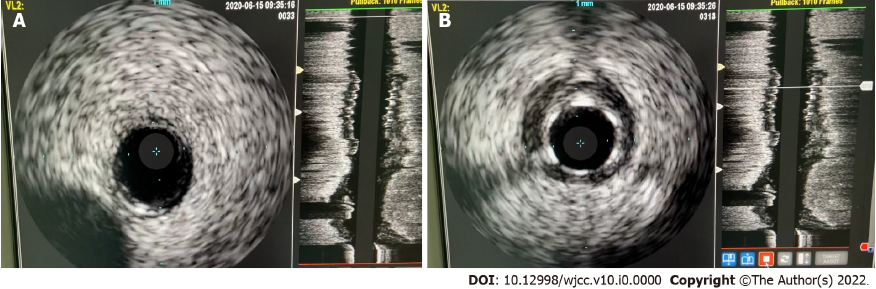 VL2:
1 mm
2020-06-15 09:35:16
0033
Pullback: 1010 Frames
A
VL2:
1 mm
2020-06-15 09:35:26
0318
Pullback: 1010 Frames
B
DOI: 10.12998/wjcc.v10.i0.0000 Copyright ©The Author(s) 2022.